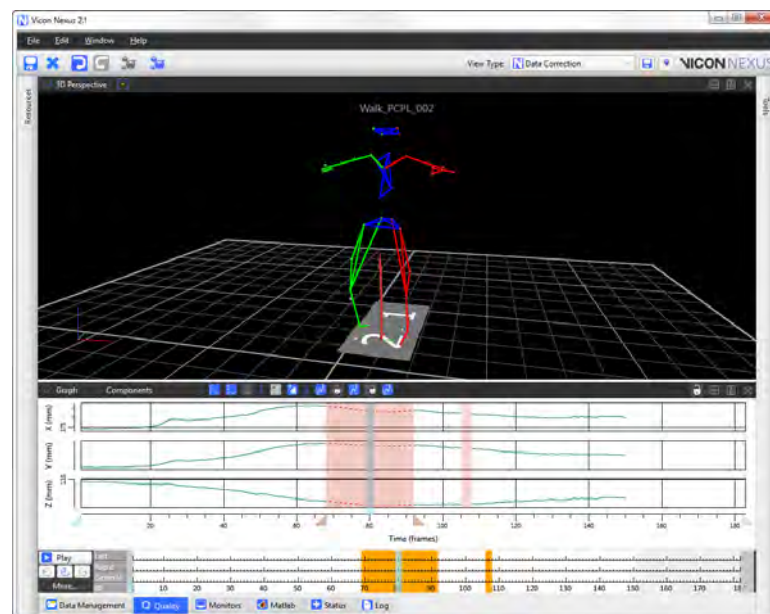 Vicon Nexus 2.1
File Edit Window Help
View Type: Data Correction VICON NEXUS
Resources 3D Perspective Tools
Walk_PCPL_002
21
Graph Components
X (mm)
Y (mm)
Z (mm)
20 40 60 80 100 120 140 160
Time (frames)
Play
More...
10 20 30 40 50 60 70 80 90 100 110 120 130 140 150 160 170
Data Management Quality Monitors Matlab Status Log